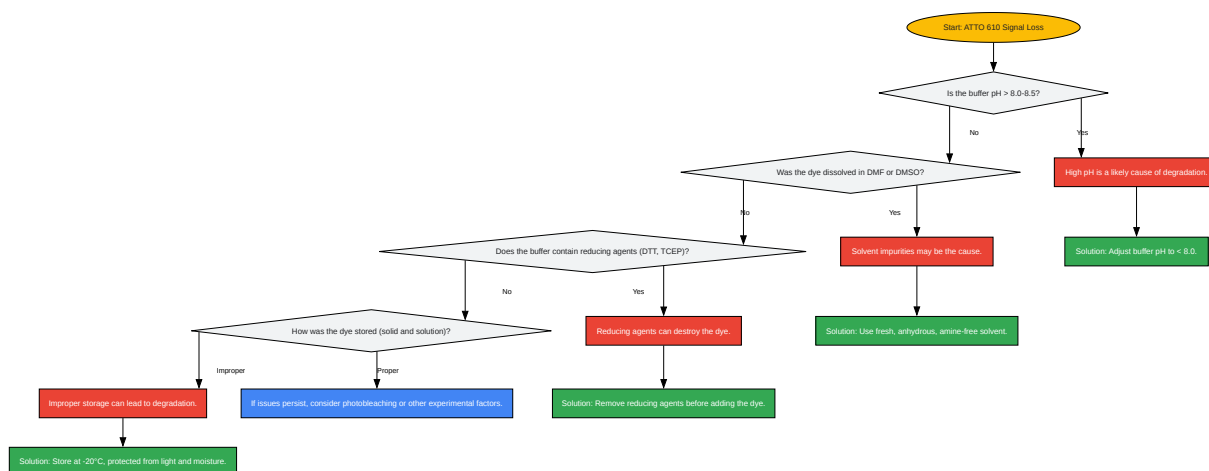 Start: ATTO 610 Signal Loss
Is the buffer pH > 8.0-8.5?
No
Yes
Was the dye dissolved in DMF or DMSO?
High pH is a likely cause of degradation.
No
Yes
Does the buffer contain reducing agents (DTT, TCEP)?
Solvent impurities may be the cause.
Solution: Adjust buffer pH to < 8.0.
No
Yes
How was the dye stored (solid and solution)?
Reducing agents can destroy the dye.
Solution: Use fresh, anhydrous, amine-free solvent.
Improper
Proper
Improper storage can lead to degradation.
If issues persist, consider photobleaching or other experimental factors.
Solution: Remove reducing agents before adding the dye.
Solution: Store at -20°C, protected from light and moisture.